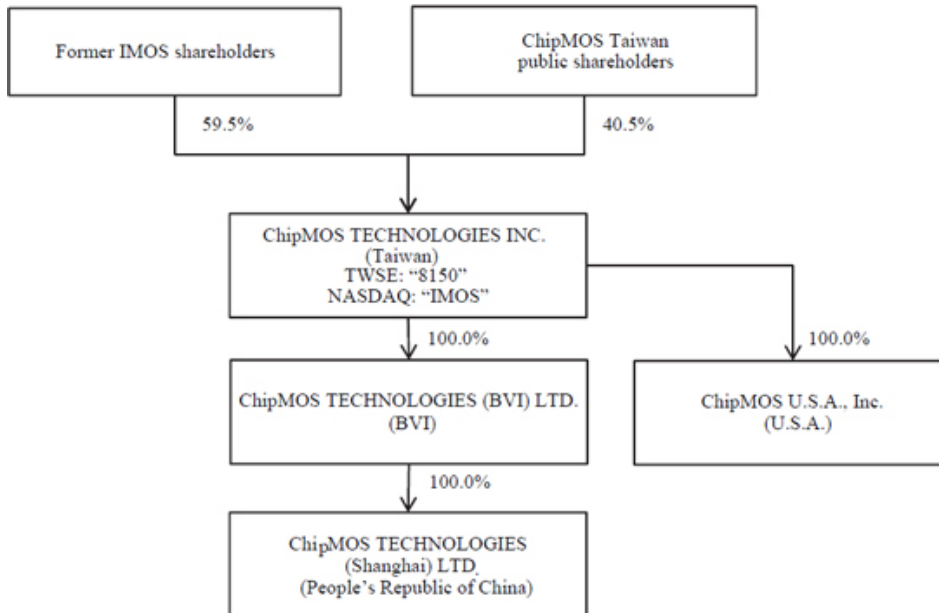 Former IMOS shareholders
ChipMOS Taiwan
public shareholders
59.5%
40.5%
ChipMOS TECHNOLOGIES INC.
(Taiwan)
TWSE: “8150”
NASDAQ: “IMOS”
100.0%
100.0%
ChipMOS TECHNOLOGIES (BVI) LTD.
(BVI)
ChipMOS U.S.A., Inc.
(U.S.A.)
100.0%
ChipMOS TECHNOLOGIES
(Shanghai) LTD.
(People’s Republic of China)